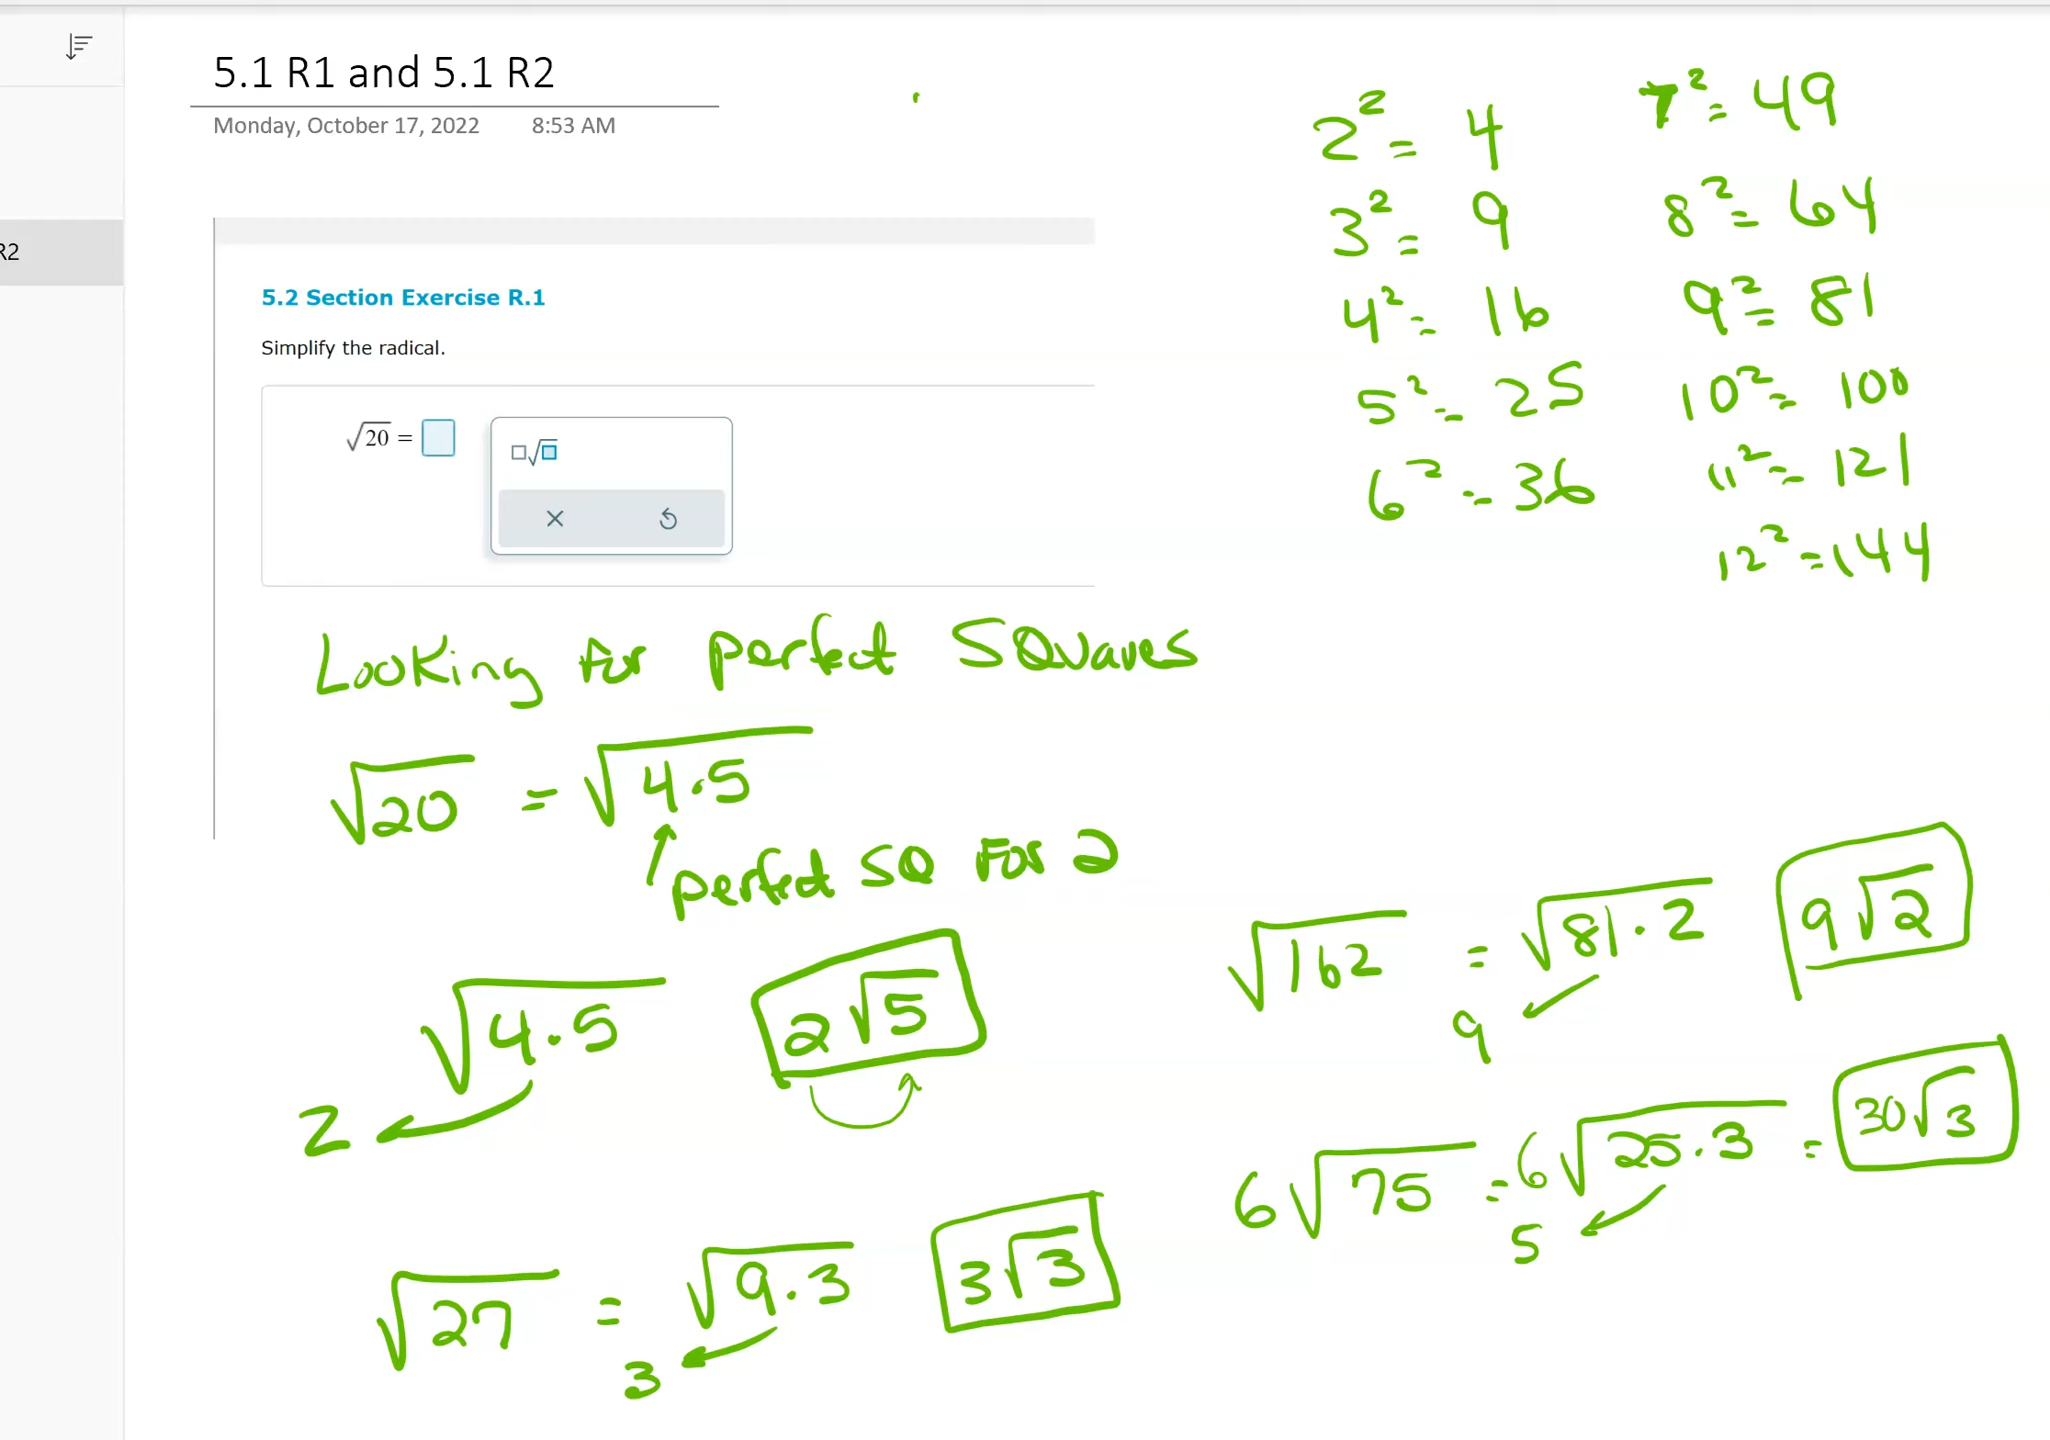 5.1 R1 and 5.1 R2
Monday, October 17, 2022 8:53 AM
R2
5.2 Section Exercise R.1
Simplify the radical.
√20 =
□√□
2² = 4
3² = 9
4² = 16
5² = 25
6² = 36
7² = 49
8² = 64
9² = 81
10² = 100
11² = 121
12² = 144
Looking for perfect SQuares
√20 = √4·5
perfect SQ For 2
√4·5 2√5
2
√27 = √9·3 3√3
3
√162 = √81·2 9√2
9
6√75 = 6√25·3 = 30√3
5